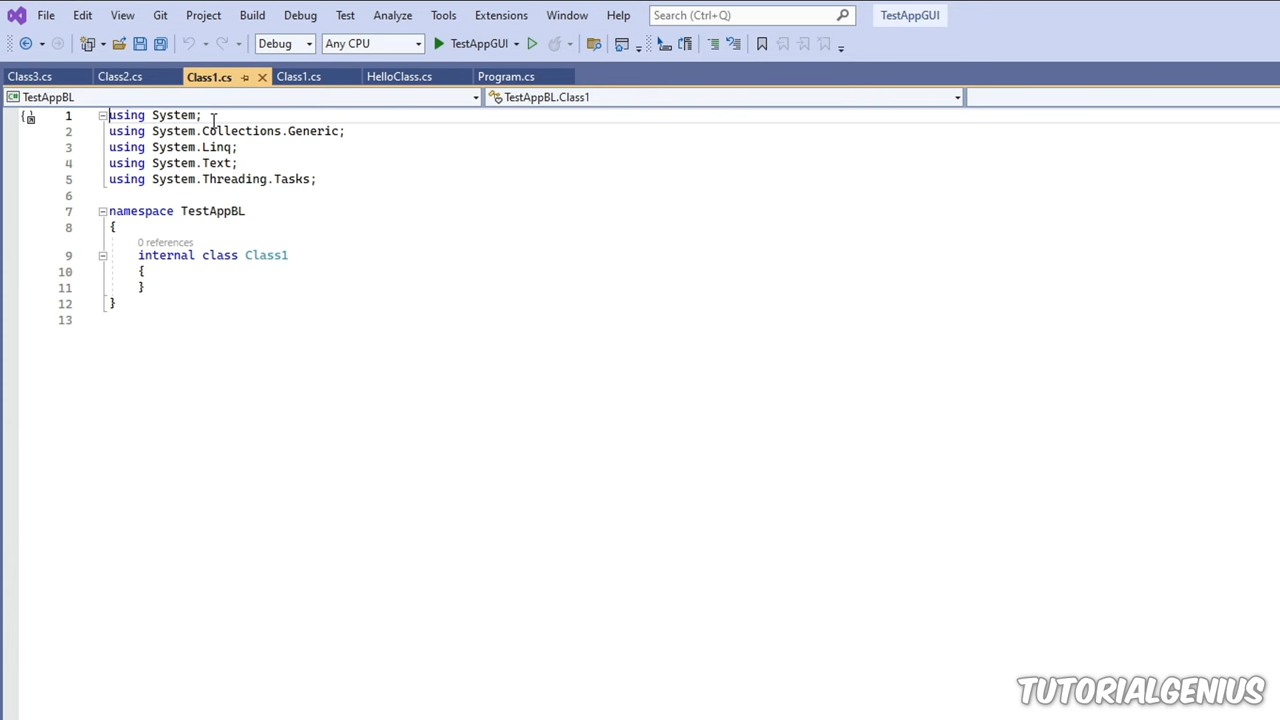 File Edit View Git Project Build Debug Test Analyze Tools Extensions Window Help Search (Ctrl+Q) TestAppGUI
Debug Any CPU TestAppGUI
Class3.cs Class2.cs Class1.cs Class1.cs HelloClass.cs Program.cs
TestAppBL TestAppBL.Class1
1 using System;
2 using System.Collections.Generic;
3 using System.Linq;
4 using System.Text;
5 using System.Threading.Tasks;
6
7 namespace TestAppBL
8 {
0 references
9 internal class Class1
10 {
11 }
12 }
13
TUTORIALGENIUS